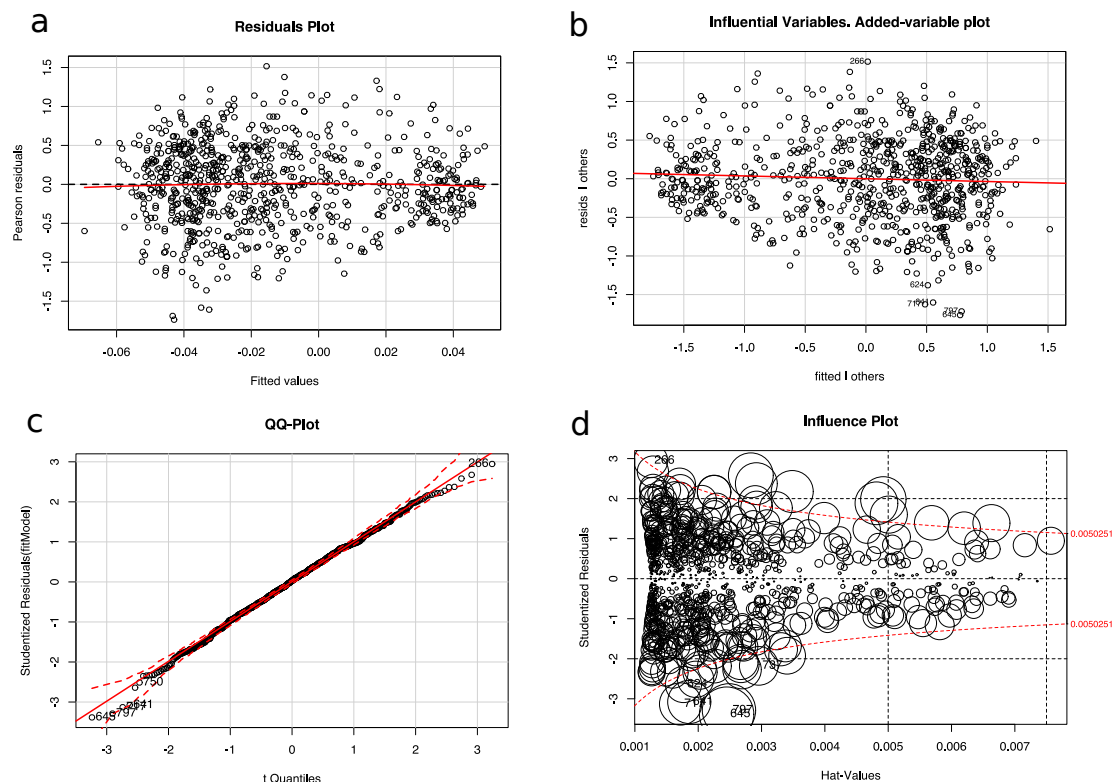 a
Residuals Plot
Pearson residuals
1.5
1.0
0.5
0.0
-0.5
-1.0
-1.5
-0.06 -0.04 -0.02 0.00 0.02 0.04
Fitted values
b
Influential Variables. Added-variable plot
resids I others
1.5
1.0
0.5
0.0
-0.5
-1.0
-1.5
266
624
641
717
797
645
-1.5 -1.0 -0.5 0.0 0.5 1.0 1.5
fitted I others
c
QQ-Plot
Studentized Residuals(fitModel)
3
2
1
0
-1
-2
-3
266
750
641
797
645
-3 -2 -1 0 1 2 3
t Quantiles
d
Influence Plot
Studentized Residuals
3
2
1
0
-1
-2
-3
266
797
645
0.0050251
0.0050251
0.001 0.002 0.003 0.004 0.005 0.006 0.007
Hat-Values